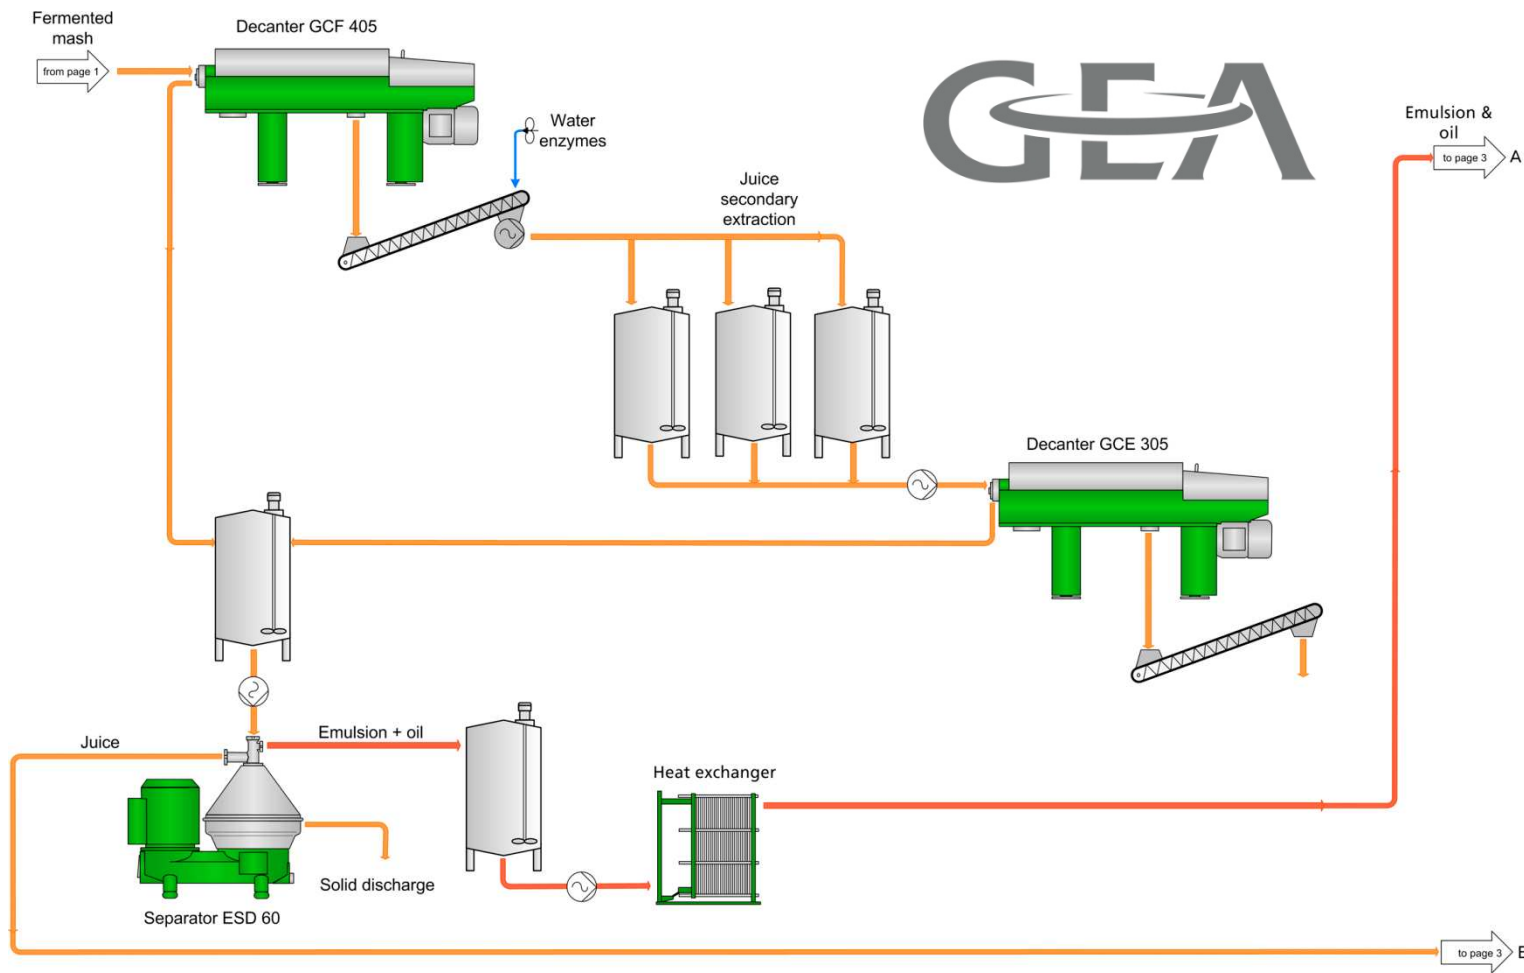 Fermented
mash
from page 1
Decanter GCF 405
Water
enzymes
GEA
Emulsion &
oil
to page 3
A
Juice
secondary
extraction
Decanter GCE 305
Juice
Emulsion + oil
Heat exchanger
Solid discharge
Separator ESD 60
to page 3